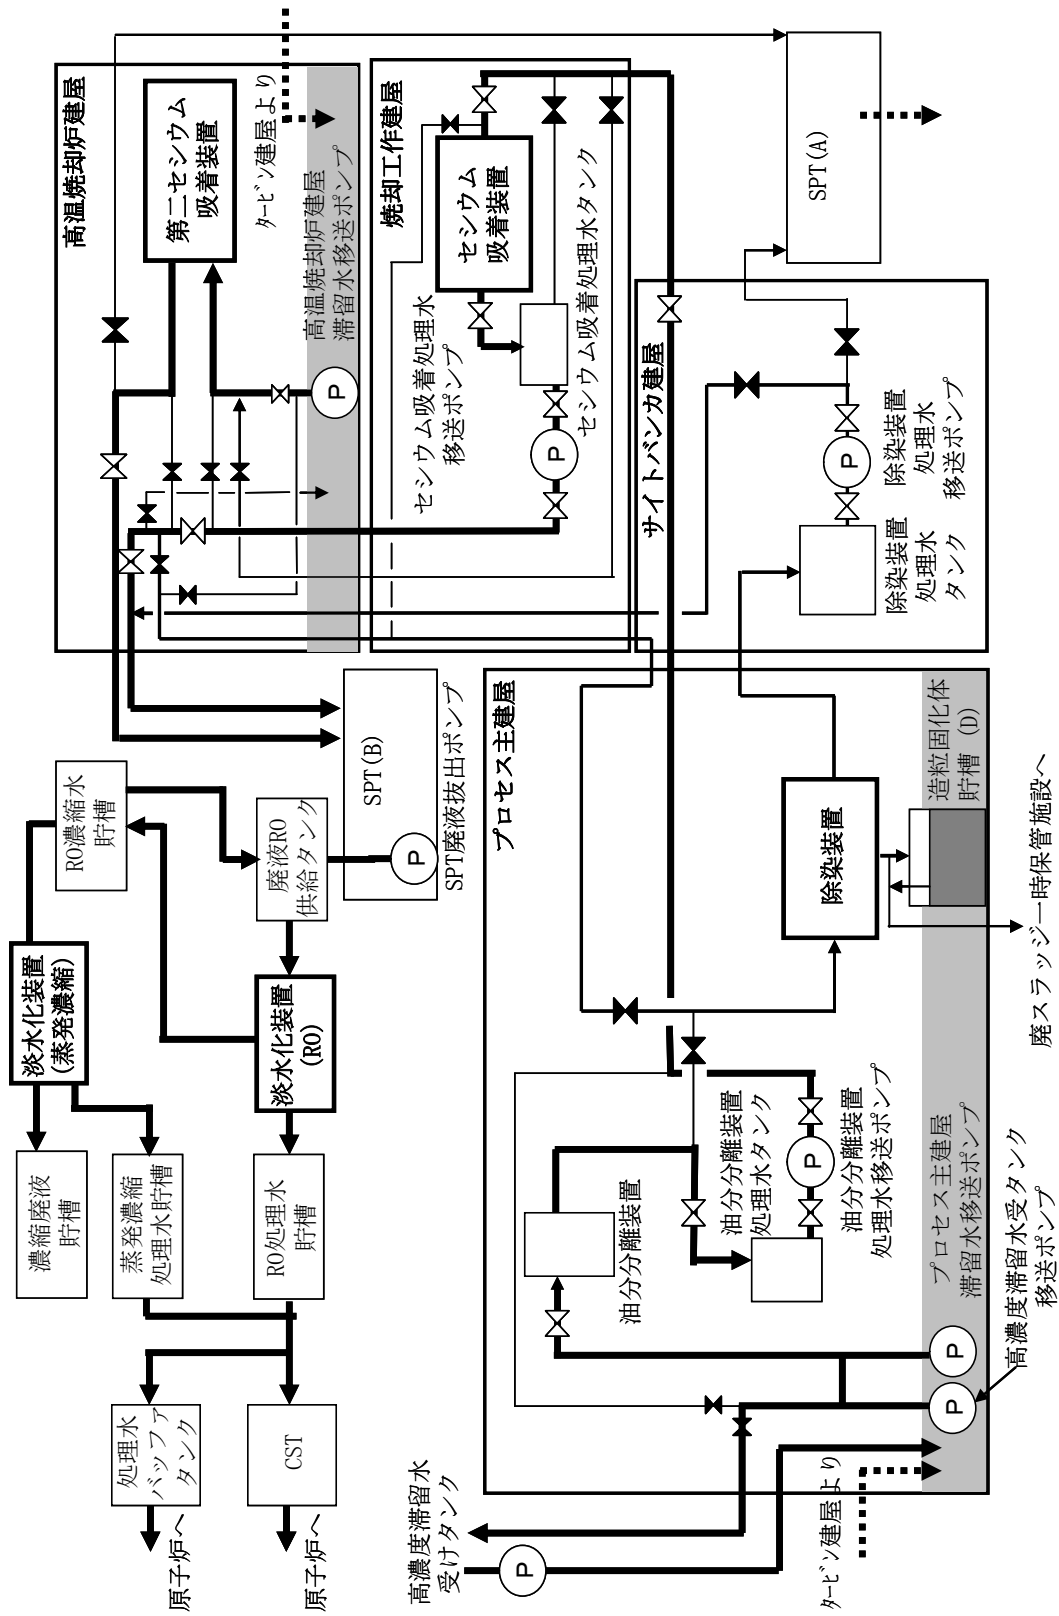 原子炉へ
処理水
バッファ
タンク
濃縮廃液
貯槽
蒸発濃縮
処理水貯槽
淡水化装置
(蒸発濃縮)
RO濃縮水
貯槽
高温焼却炉建屋
第二セシウム
吸着装置
タービン建屋より
高温焼却炉建屋
滞留水移送ポンプ
P
原子炉へ
CST
RO処理水
貯槽
淡水化装置
(RO)
廃液RO
供給タンク
SPT(B)
P
SPT廃液抜出ポンプ
焼却工作建屋
セシウム
吸着装置
セシウム吸着処理水
移送ポンプ
P
セシウム吸着処理水タンク
高濃度滞留水
受けタンク
P
プロセス主建屋
油分分離装置
油分分離装置
処理水タンク
油分分離装置
処理水移送ポンプ
P
除染装置
サイトバンカ建屋
除染装置
処理水
タンク
除染装置
処理水
移送ポンプ
P
SPT(A)
タービン建屋より
P
P
プロセス主建屋
滞留水移送ポンプ
高濃度滞留水受タンク
移送ポンプ
造粒固化体
貯槽 (D)
廃スラッジ一時保管施設へ